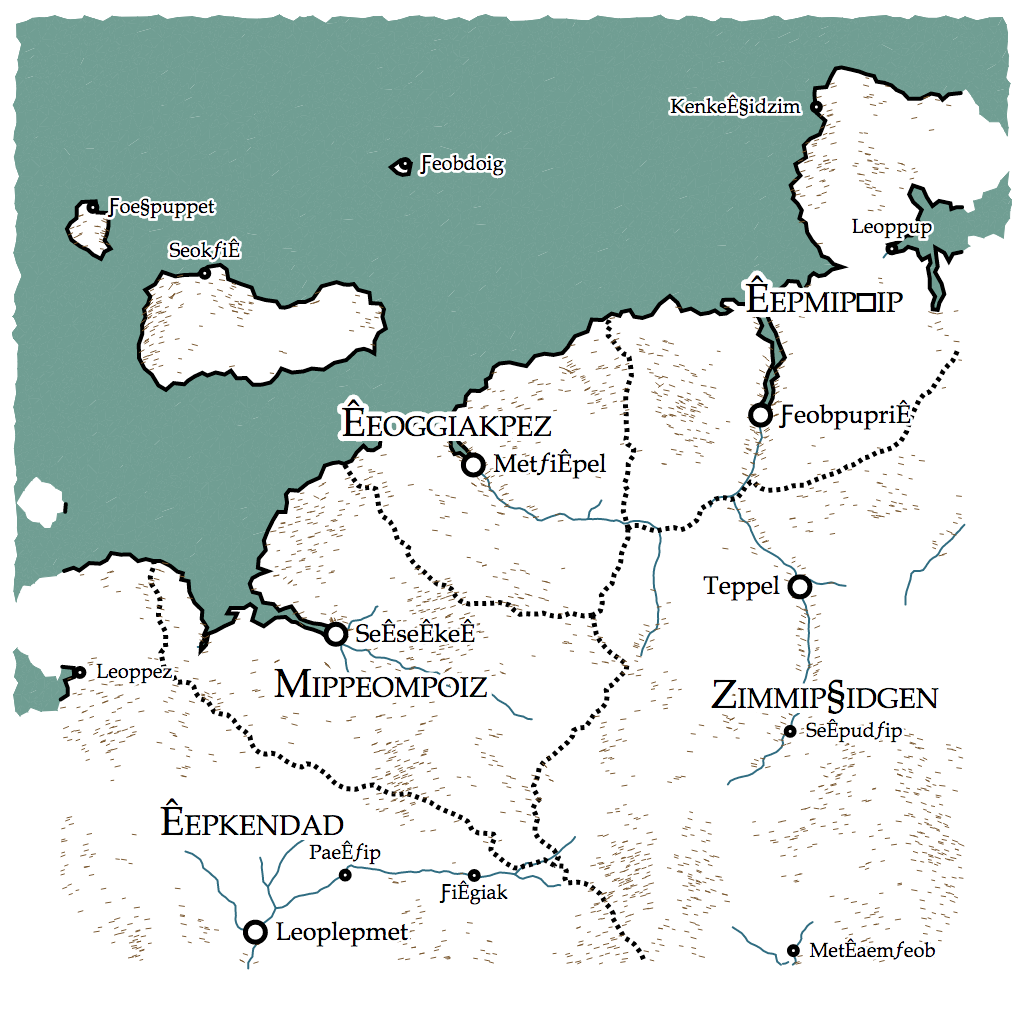 KenkeÊ§idzim
Ƒeobdoig
Ƒoe§puppet
Leoppup
SeokƒiÊ
Êepmip□ip
ƑeobpupriÊ
Êeoggiakpez
MetƒiÊpel
Teppel
SeÊseÊkeÊ
Leoppez
Mippeompoiz
Zimmip§idgen
SeÊpudƒip
Êepkendad
PaeÊƒip
ƑiÊgiak
Leoplepmet
MetÊaemƒeob